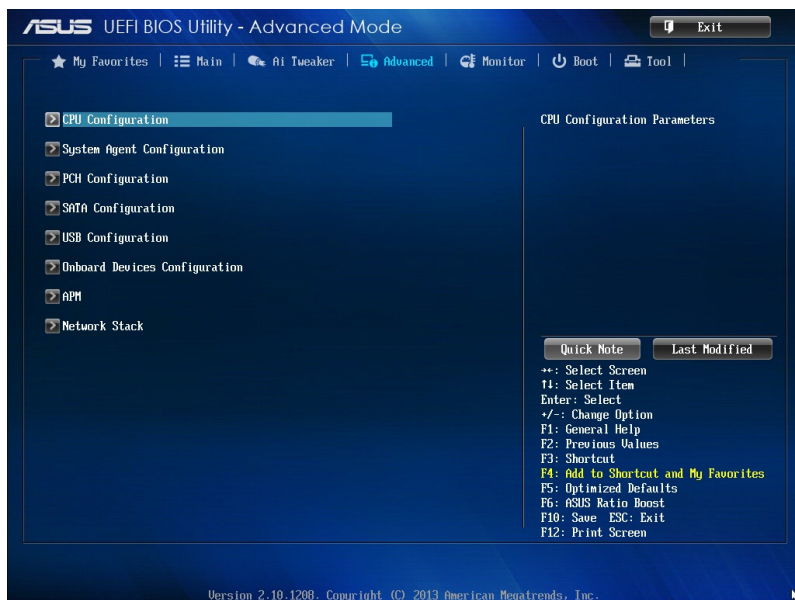 ASUS UEFI BIOS Utility - Advanced Mode
Exit
My Favorites | Main | Ai Tweaker | Advanced | Monitor | Boot | Tool |
CPU Configuration
System Agent Configuration
PCH Configuration
SATA Configuration
USB Configuration
Onboard Devices Configuration
APM
Network Stack
CPU Configuration Parameters
Quick Note
Last Modified
→←: Select Screen
↑↓: Select Item
Enter: Select
+/-: Change Option
F1: General Help
F2: Previous Values
F3: Shortcut
F4: Add to Shortcut and My Favorites
F5: Optimized Defaults
F6: ASUS Ratio Boost
F10: Save ESC: Exit
F12: Print Screen
Version 2.10.1208. Copyright (C) 2013 American Megatrends, Inc.